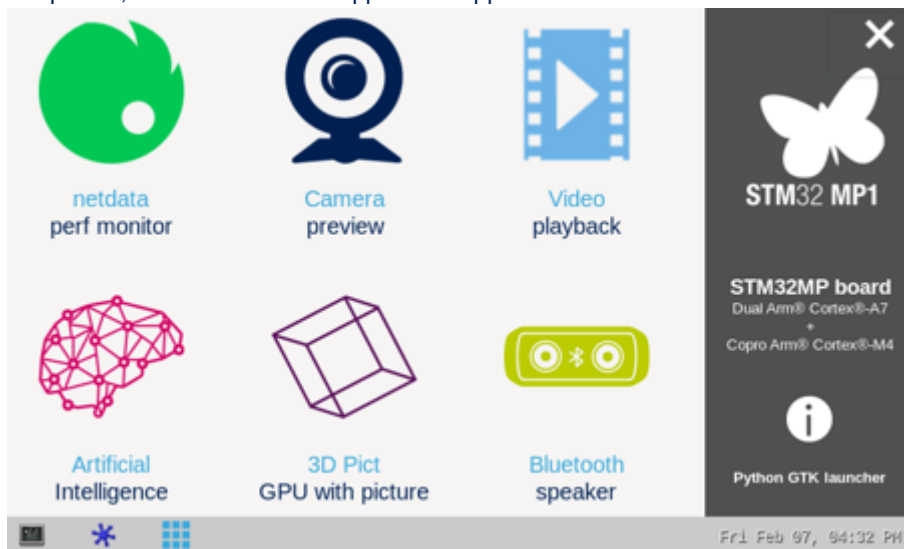 netdata
perf monitor
Camera
preview
Video
playback
STM32 MP1
STM32MP board
Dual Arm® Cortex®-A7
+
Copro Arm® Cortex®-M4
Artificial
Intelligence
3D Pict
GPU with picture
Bluetooth
speaker
Python GTK launcher
Fri Feb 07, 04:32 PM